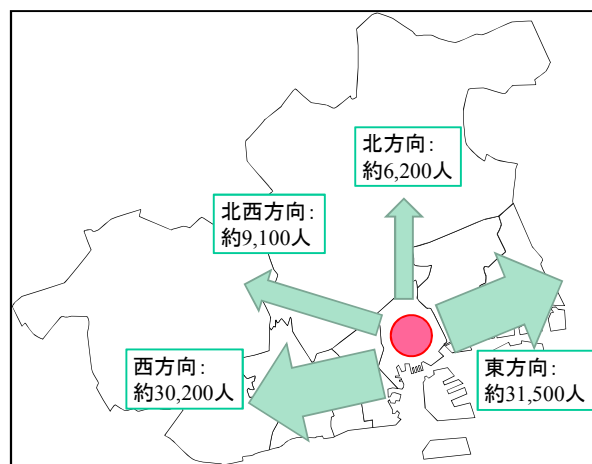 北方向：
約6,200人
北西方向：
約9,100人
西方向：
約30,200人
東方向：
約31,500人